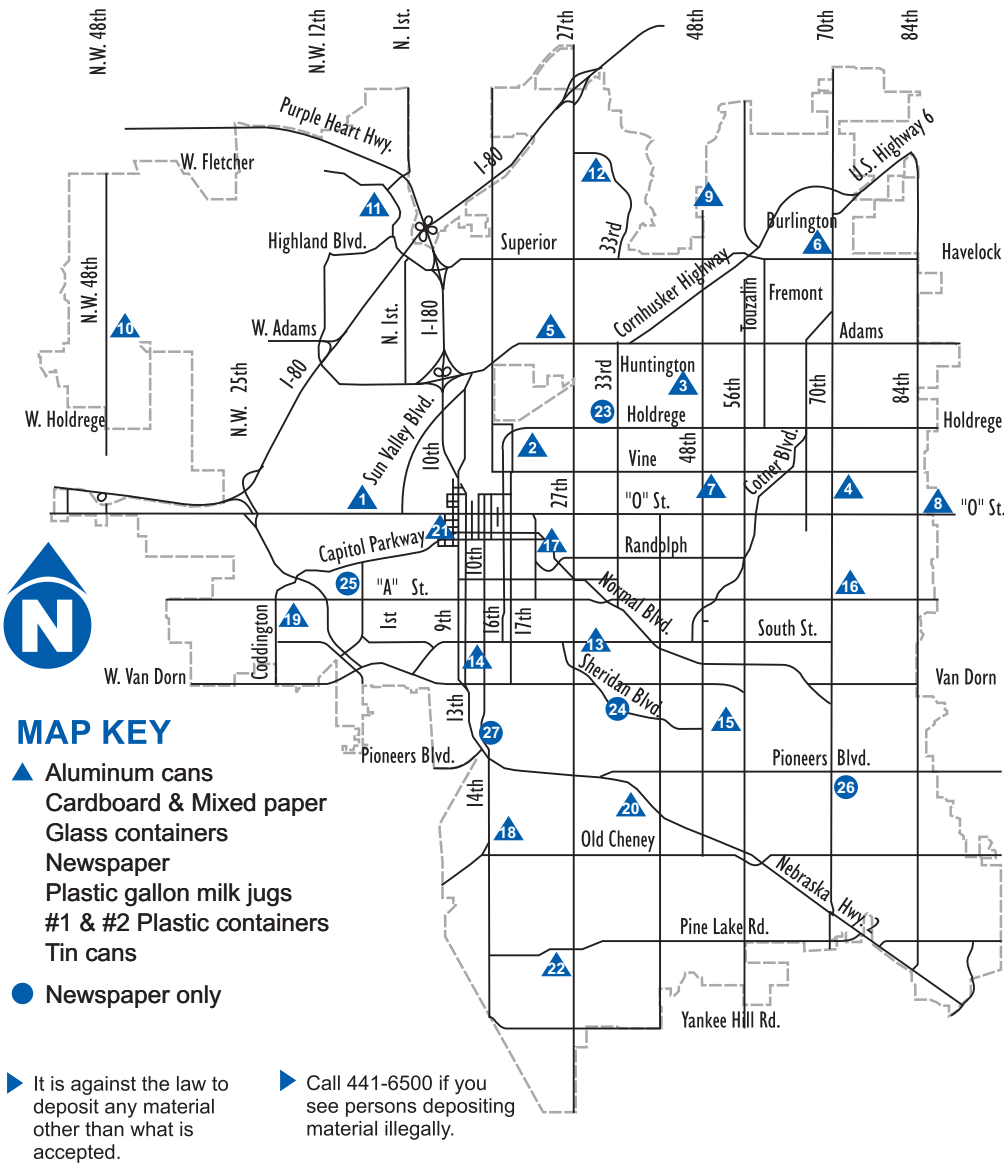 N.W. 48th
N.W. 12th
N. 1st.
27th
48th
70th
84th
Purple Heart Hwy.
W. Fletcher
I-80
U.S. Highway 6
12
9
11
33rd
Burlington
6
Highland Blvd.
Superior
Havelock
N.W. 48th
Cornhusker Highway
Touzalin
Fremont
10
W. Adams
N. 1st.
I-180
5
Adams
N.W. 25th
I-80
33rd
Huntington
3
56th
70th
84th
W. Holdrege
23
Holdrege
Holdrege
Sun Valley Blvd.
10th
2
Vine
48th
Cotner Blvd.
1
27th
"O" St.
7
4
8
"O" St.
21
Capitol Parkway
10th
17
Randolph
N
25
"A" St.
Normal Blvd.
16
Coddington
19
1st
9th
16th
17th
13
South St.
W. Van Dorn
14
Sheridan Blvd.
Van Dorn
13th
24
15
MAP KEY
27
Pioneers Blvd.
Pioneers Blvd.
Aluminum cans
Cardboard & Mixed paper
Glass containers
Newspaper
Plastic gallon milk jugs
#1 & #2 Plastic containers
Tin cans
Newspaper only
14th
26
20
18
Old Cheney
Nebraska Hwy. 2
Pine Lake Rd.
22
Yankee Hill Rd.
It is against the law to
deposit any material
other than what is
accepted.
Call 441-6500 if you
see persons depositing
material illegally.